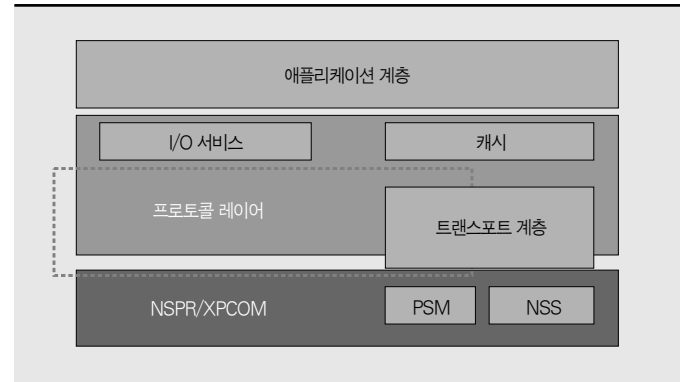 애플리케이션 계층
I/O 서비스
캐시
프로토콜 레이어
트랜스포트 계층
NSPR/XPCOM
PSM
NSS